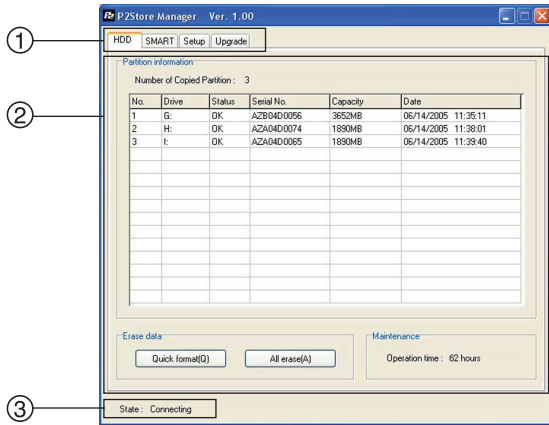 P2Store Manager Ver. 1.00
① HDD SMART Setup Upgrade
Partition information
Number of Copied Partition : 3
②
No. Drive Status Serial No. Capacity Date
1 G: OK AZB04D0056 3652MB 06/14/2005 11:35:11
2 H: OK AZA04D0074 1890MB 06/14/2005 11:38:01
3 I: OK AZA04D0065 1890MB 06/14/2005 11:39:40
Erase data Maintenance
Quick format(Q) All erase(A) Operation time : 62 hours
③ State : Connecting